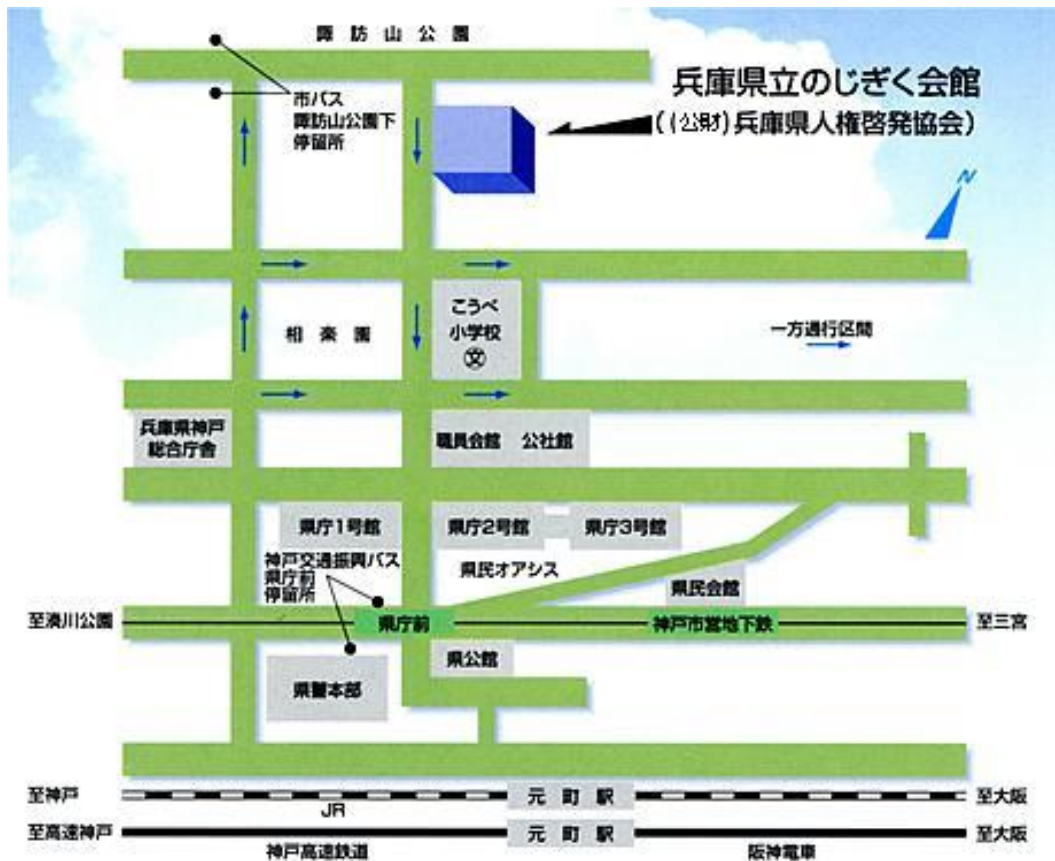 諏訪山公園
兵庫県立のじぎく会館
((公財)兵庫県人権啓発協会)
市バス
諏訪山公園下
停留所
N
こうべ
小学校
文
相楽園
一方通行区間
兵庫県神戸
総合庁舎
職員会館 公社館
県庁1号館
県庁2号館
県庁3号館
神戸交通振興バス
県庁前
停留所
県民オアシス
県民会館
至湊川公園
県庁前
神戸市営地下鉄
至三宮
県公館
県警本部
至神戸
元町駅
至大阪
JR
至高速神戸
元町駅
至大阪
神戸高速鉄道
阪神電車